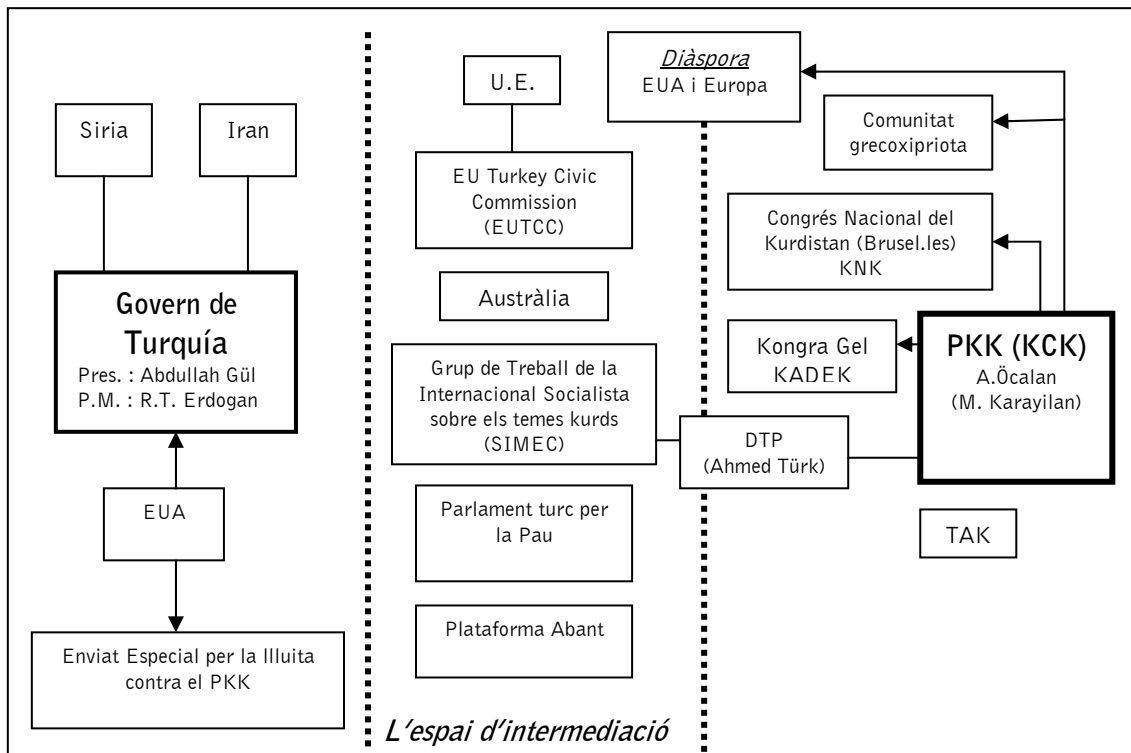 Siria
Iran
Govern de
Turquía
Pres. : Abdullah Gül
P.M. : R.T. Erdogan
EUA
Enviat Especial per la lluita
contra el PKK
U.E.
EU Turkey Civic
Commission
(EUTCC)
Austràlia
Grup de Treball de la
Internacional Socialista
sobre els temes kurds
(SIMEC)
Parlament turc per
la Pau
Plataforma Abant
L'espai d'intermediació
Diàspora
EUA i Europa
Comunitat
grecoxipriota
Congrés Nacional del
Kurdistan (Brusel.les)
KNK
Kongra Gel
KADEK
DTP
(Ahmed Türk)
PKK (KCK)
A.Öcalan
(M. Karayilan)
TAK